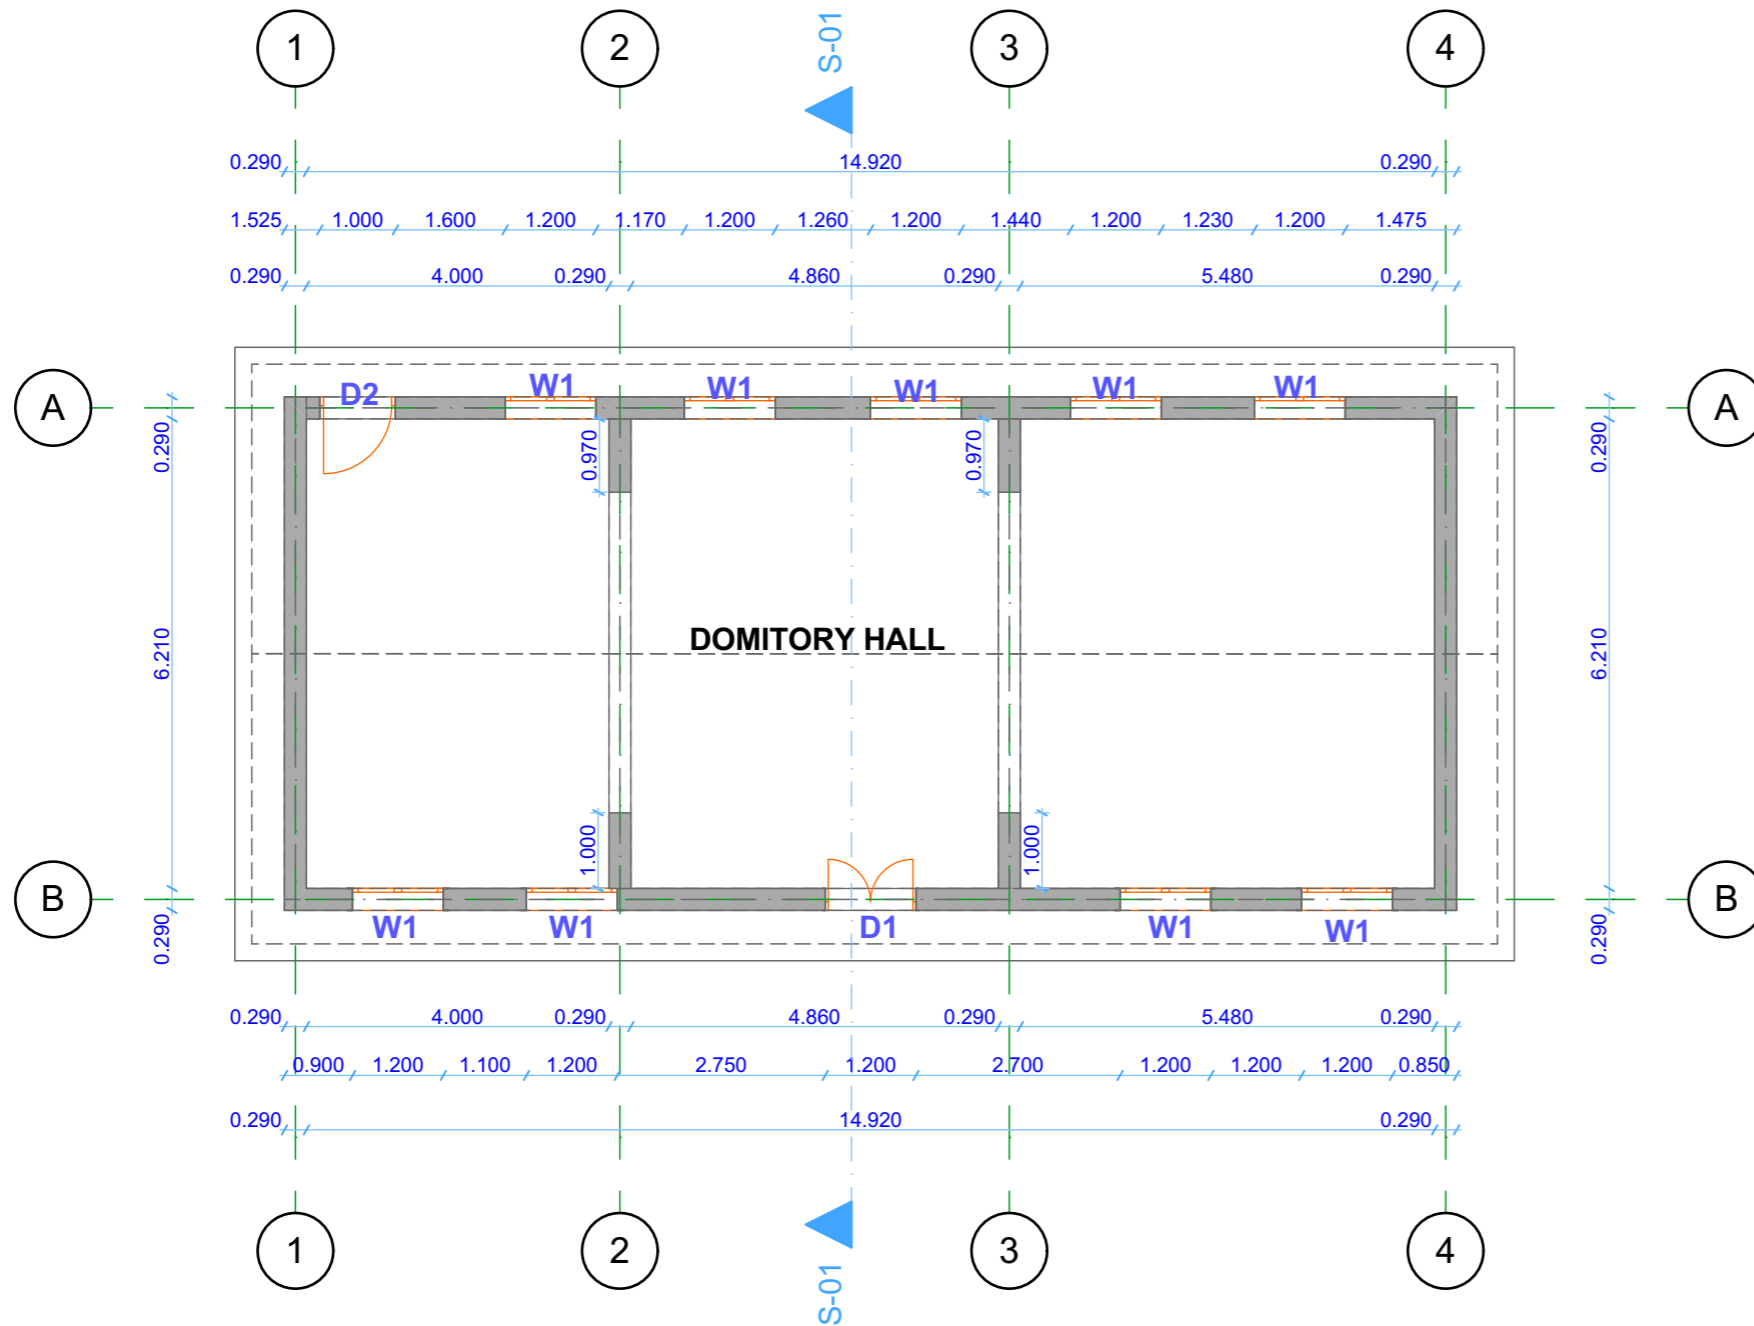 1 2 3 4
S-01
0.290 14.920 0.290
1.525 1.000 1.600 1.200 1.170 1.200 1.260 1.200 1.440 1.200 1.230 1.200 1.475
0.290 4.000 0.290 4.860 0.290 5.480 0.290
D2 W1 W1 W1 W1 W1
A A
0.290 0.970 0.970 0.290
6.210 DOMITORY HALL 6.210
1.000 1.000
B B
W1 W1 D1 W1 W1
0.290 0.290
0.290 4.000 0.290 4.860 0.290 5.480 0.290
0.900 1.200 1.100 1.200 2.750 1.200 2.700 1.200 1.200 1.200 0.850
0.290 14.920 0.290
1 2 3 4
S-01